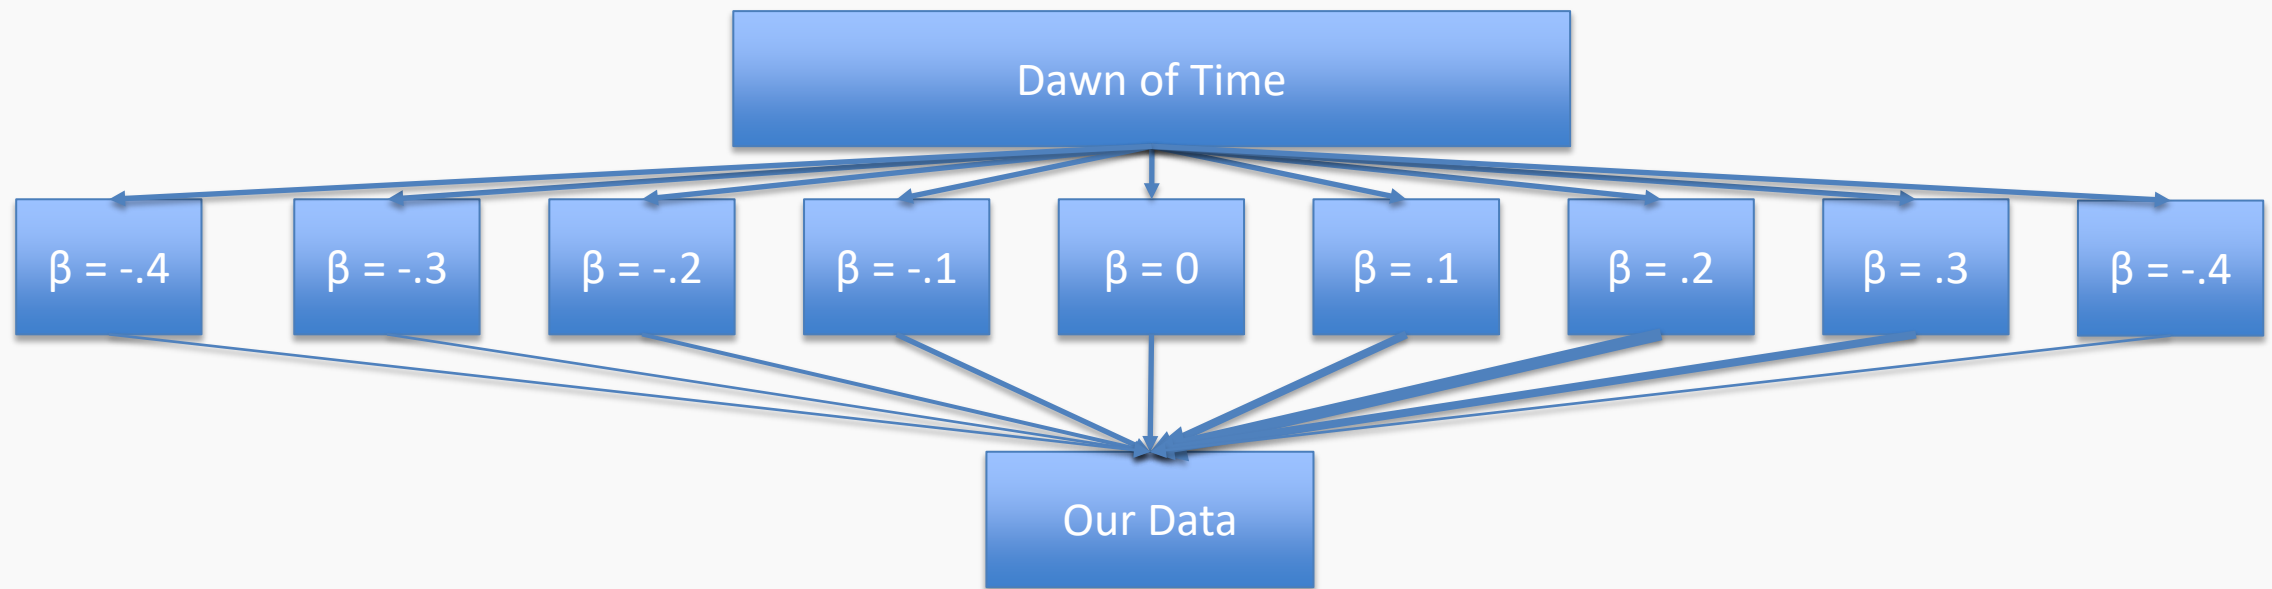 Dawn of Time
β = -.4
β = -.3
β = -.2
β = -.1
β = 0
β = .1
β = .2
β = .3
β = -.4
Our Data